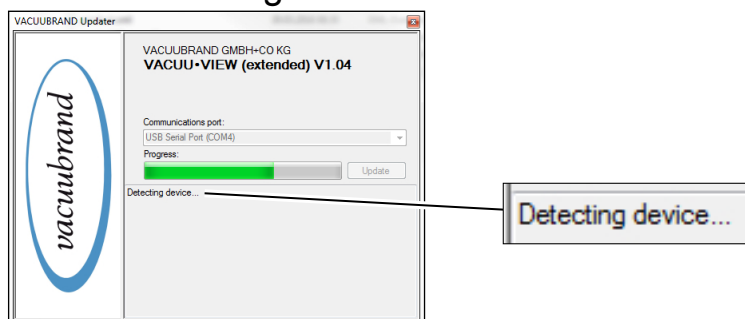 VACUUBRAND Updater
VACUUBRAND GMBH+CO KG
VACUU•VIEW (extended) V1.04
vacuubrand
Communications port:
USB Serial Port (COM4)
Progress:
Update
Detecting device...
Detecting device...